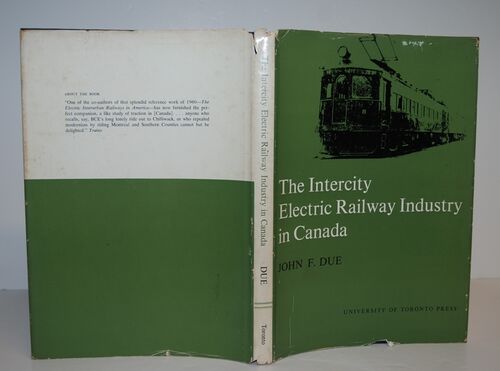 ABOUT THE BOOK
"One of the co-authors of that splendid reference work of 1960—The
Electric Interurban Railways in America—has now furnished the per-
fect companion, a like study of traction in [Canada] . . . anyone who
recalls, say, BCE's long lonely ride out to Chilliwack, or who repeated
modernism by riding Montreal and Southern Counties cannot but be
delighted." Trains
The Intercity Electric Railway Industry in Canada
DUE
Toronto
The Intercity
Electric Railway Industry
in Canada
JOHN F. DUE
UNIVERSITY OF TORONTO PRESS